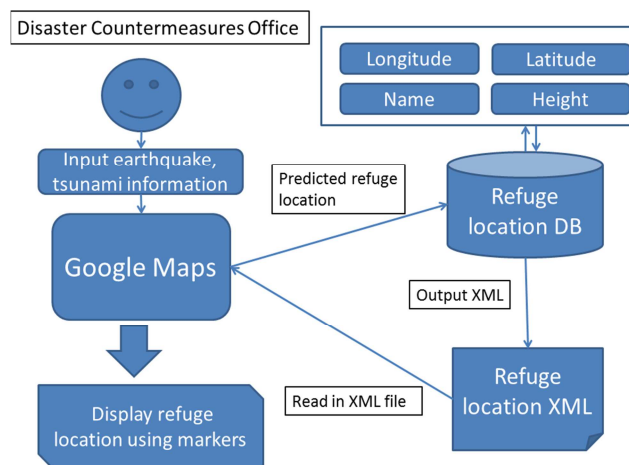 Disaster Countermeasures Office
Longitude
Latitude
Name
Height
Input earthquake,
tsunami information
Predicted refuge
location
Refuge
location DB
Google Maps
Output XML
Refuge
location XML
Read in XML file
Display refuge
location using markers